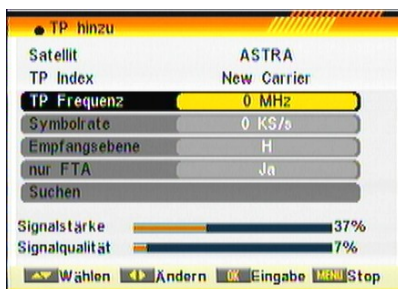 TP hinzu
Satellit ASTRA
TP Index New Carrier
TP Frequenz 0 MHz
Symbolrate 0 KS/s
Empfangsebene H
nur FTA Ja
Suchen
Signalstärke 37%
Signalqualität 7%
Wählen Ändern OK Eingabe MENU Stop